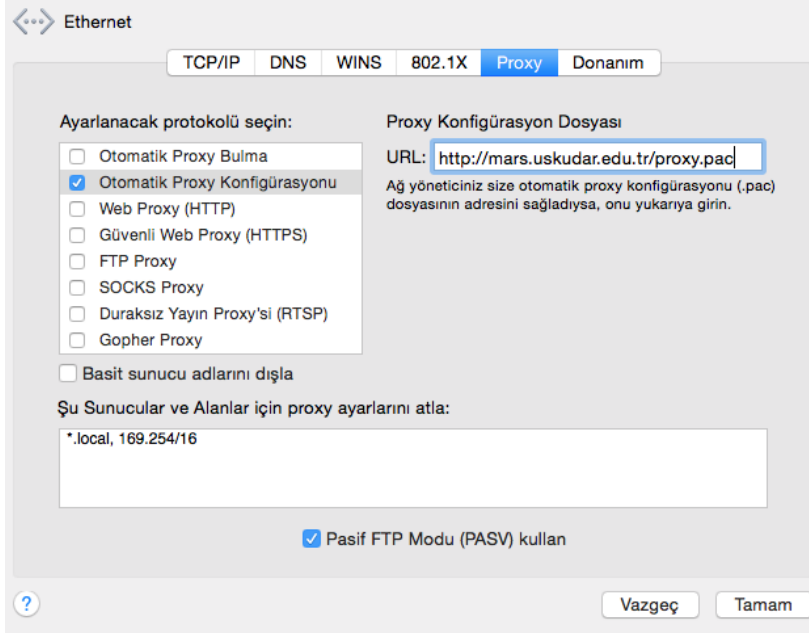 Ethernet
TCP/IP DNS WINS 802.1X Proxy Donanım
Ayarlanacak protokolü seçin:
Otomatik Proxy Bulma
Otomatik Proxy Konfigürasyonu
Web Proxy (HTTP)
Güvenli Web Proxy (HTTPS)
FTP Proxy
SOCKS Proxy
Duraksız Yayın Proxy'si (RTSP)
Gopher Proxy
Proxy Konfigürasyon Dosyası
URL: http://mars.uskudar.edu.tr/proxy.pac
Ağ yöneticiniz size otomatik proxy konfigürasyonu (.pac)
dosyasının adresini sağladıysa, onu yukarıya girin.
Basit sunucu adlarını dışla
Şu Sunucular ve Alanlar için proxy ayarlarını atla:
*.local, 169.254/16
Pasif FTP Modu (PASV) kullan
?
Vazgeç Tamam